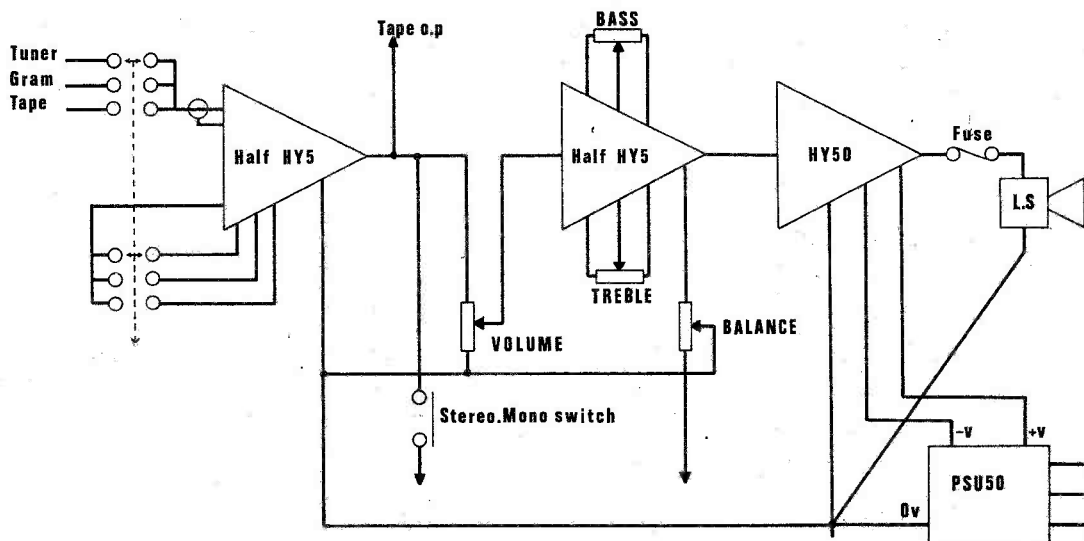 Tape o.p
BASS
Tuner
Gram
Tape
Half HY5
Half HY5
HY50
Fuse
L.S
TREBLE
VOLUME
BALANCE
Stereo.Mono switch
-V
+V
PSU50
0v